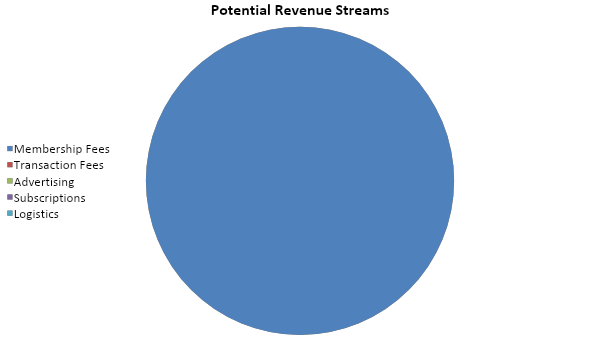 Potential Revenue Streams
Membership Fees
Transaction Fees
Advertising
Subscriptions
Logistics